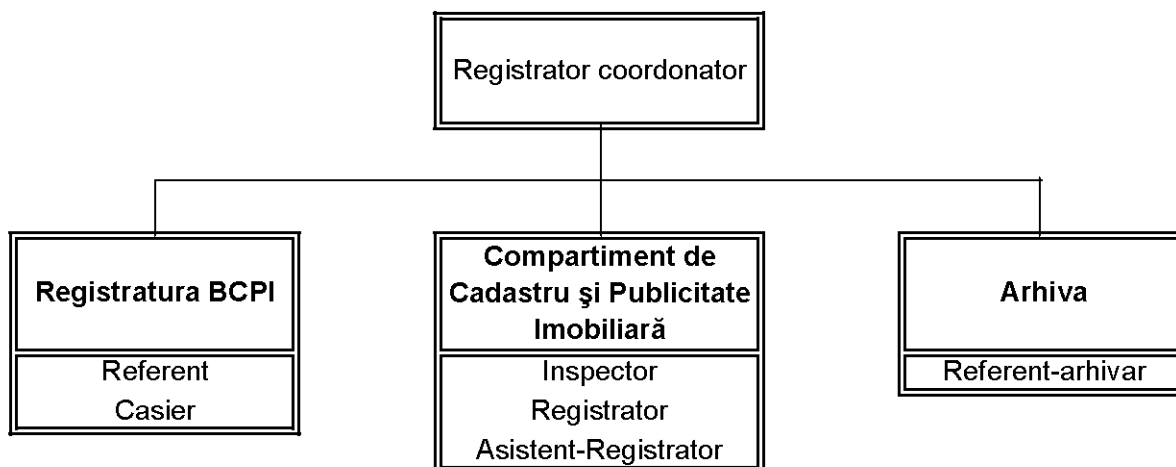 Registrator coordonator
Registratura BCPI
Referent
Casier
Compartiment de
Cadastru şi Publicitate
Imobiliară
Inspector
Registrator
Asistent-Registrator
Arhiva
Referent-arhivar